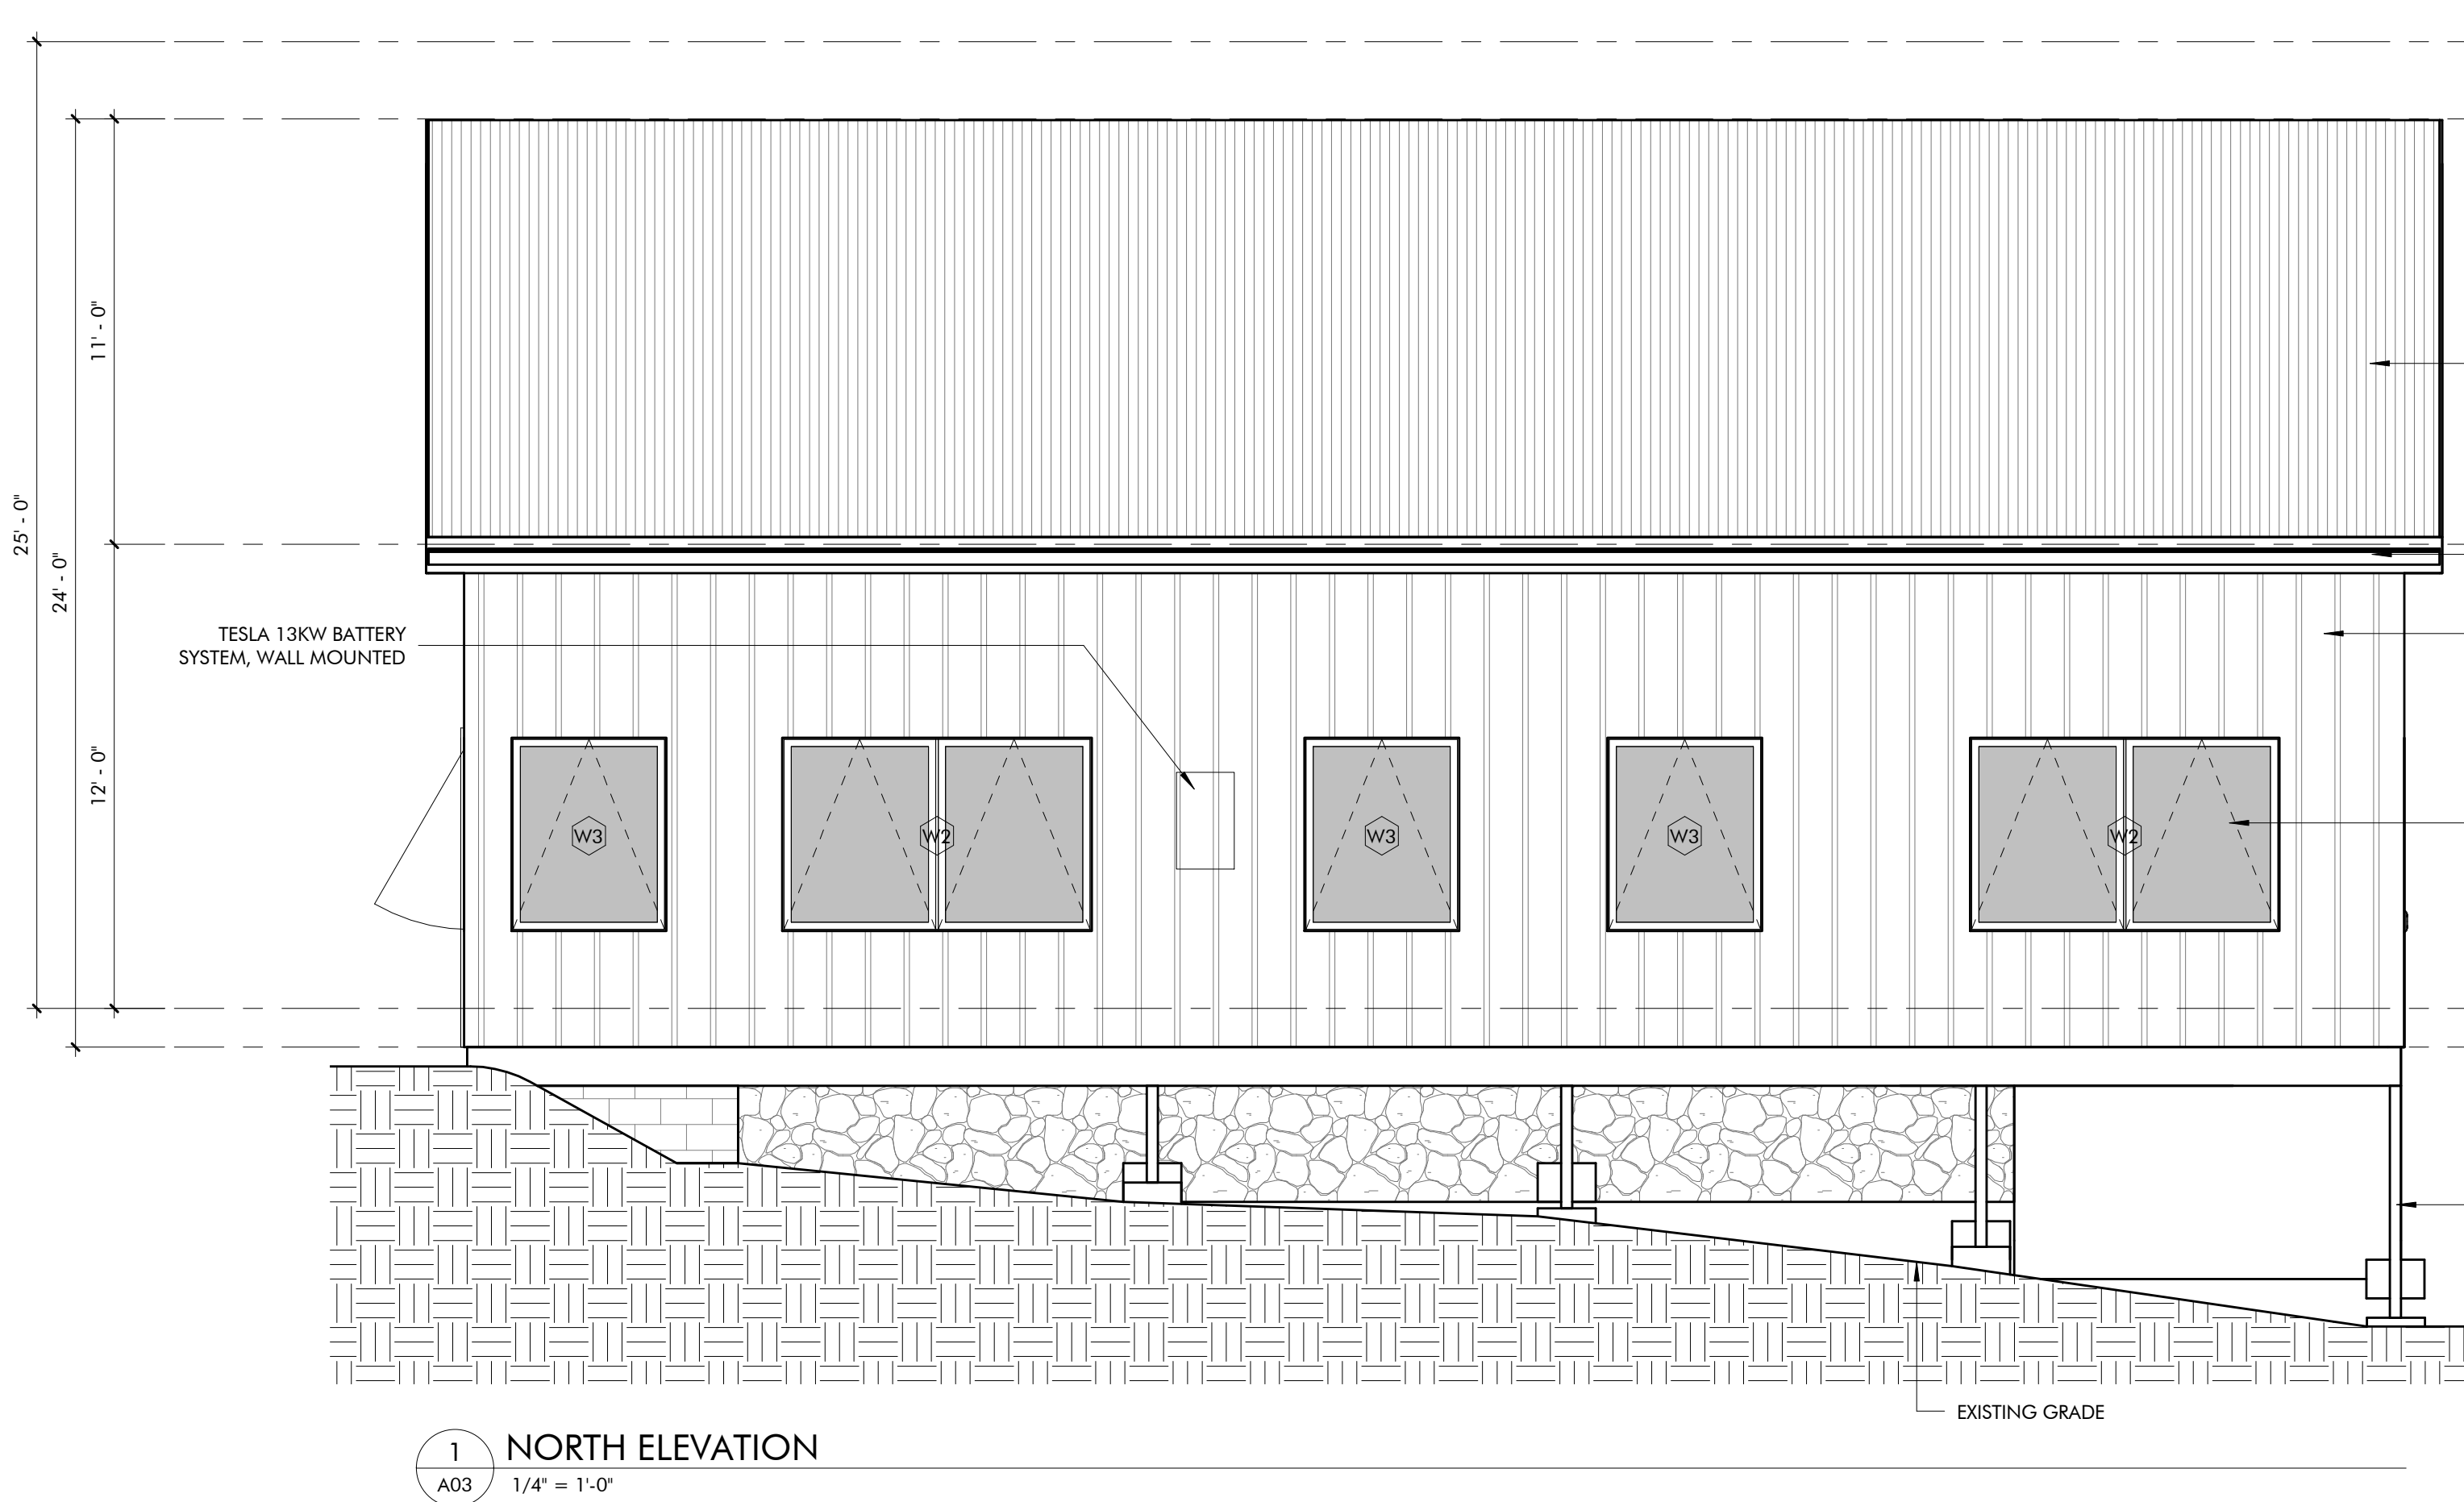 25' - 0"
24' - 0"
11' - 0"
12' - 0"
TESLA 13KW BATTERY
SYSTEM, WALL MOUNTED
W3
W2
W3
W3
W2
EXISTING GRADE
1
NORTH ELEVATION
A03
1/4" = 1'-0"